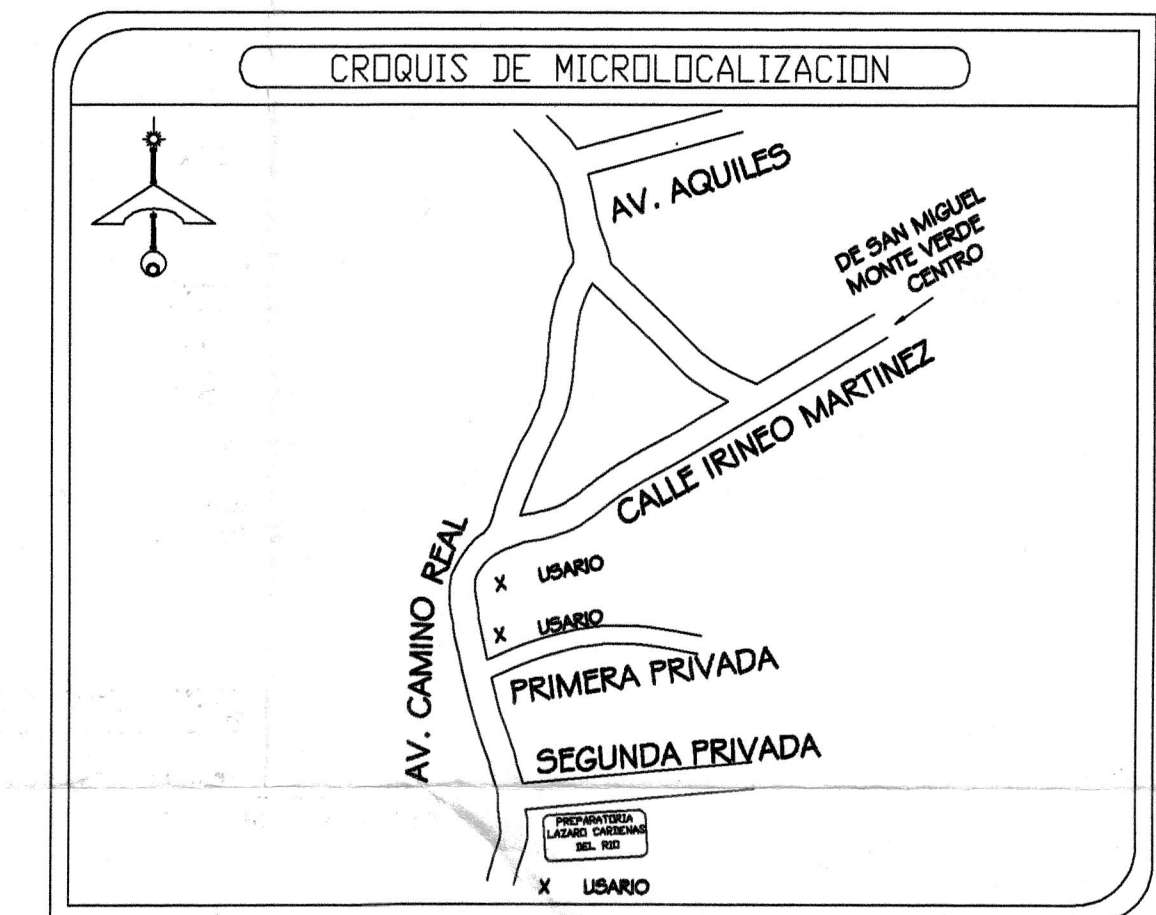 CROQUIS DE MICROLOCALIZACION
AV. AQUILES
DE SAN MIGUEL
MONTE VERDE
CENTRO
CALLE IRINEO MARTINEZ
AV. CAMINO REAL
X USARIO
X USARIO
PRIMERA PRIVADA
SEGUNDA PRIVADA
PREPARATORIA
LAZARO CARDENAS
DEL RIO
X USARIO